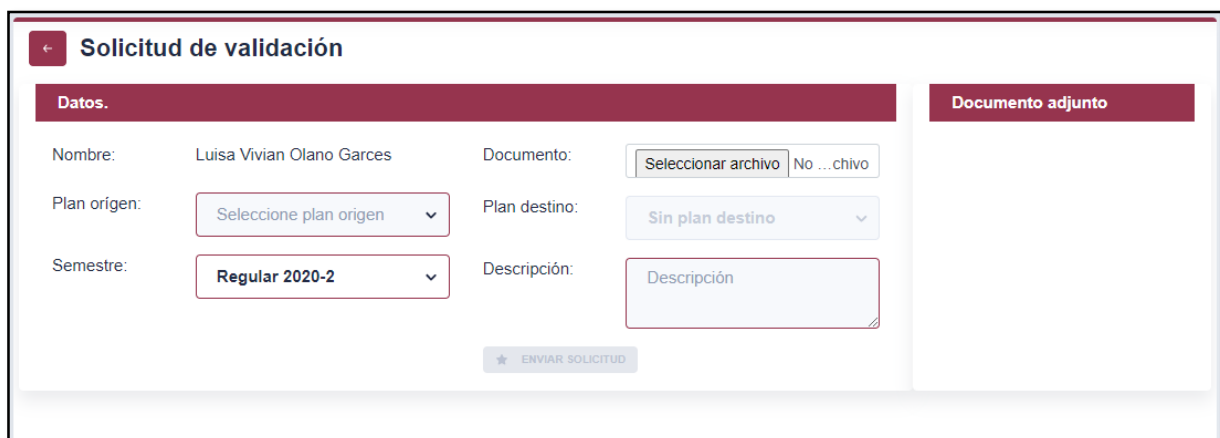 Solicitud de validación
Datos.
Nombre: Luisa Vivian Olano Garces
Documento: Seleccionar archivo No ...chivo
Plan orígen: Seleccione plan origen
Plan destino: Sin plan destino
Semestre: Regular 2020-2
Descripción: Descripción
ENVIAR SOLICITUD
Documento adjunto